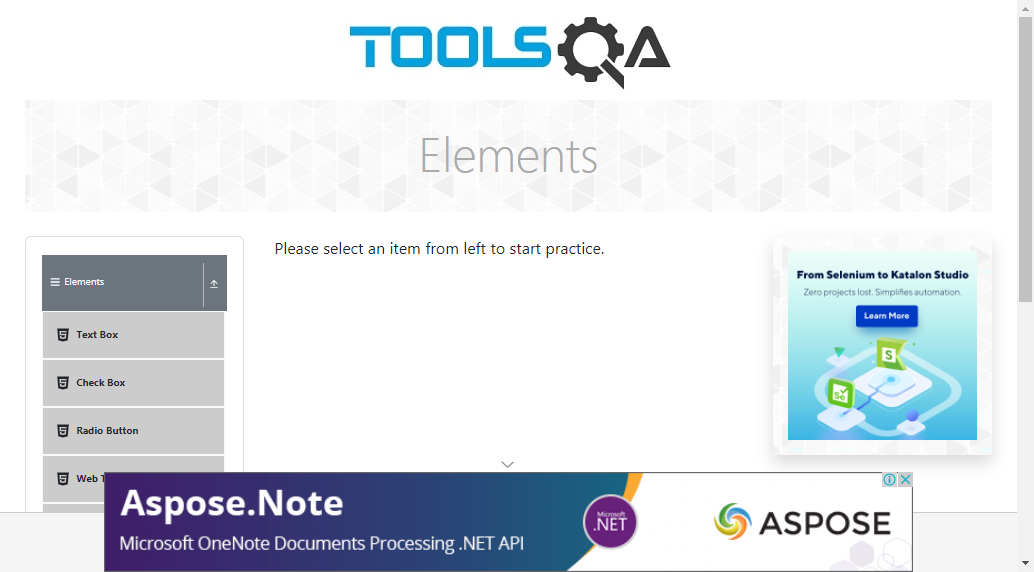 TOOLSQA
Elements
Elements
Text Box
Check Box
Radio Button
Web T
Please select an item from left to start practice.
From Selenium to Katalon Studio
Zero projects lost. Simplifies automation.
Learn More
S
Se
Aspose.Note
Microsoft OneNote Documents Processing .NET API
Microsoft
.NET
ASPOSE